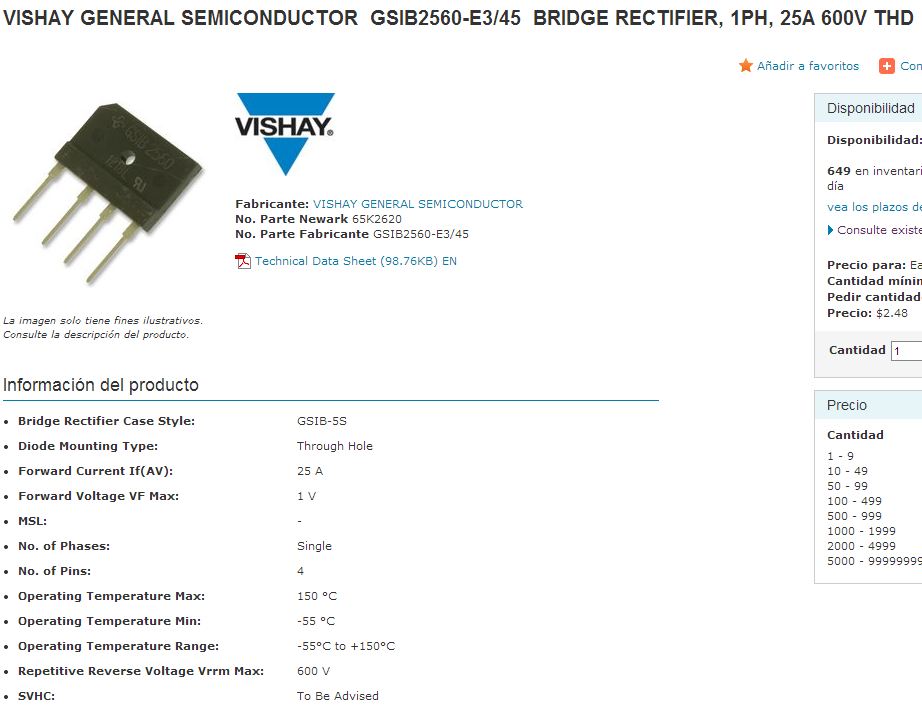 VISHAY GENERAL SEMICONDUCTOR GSIB2560-E3/45 BRIDGE RECTIFIER, 1PH, 25A 600V THD
Añadir a favoritos
Con
GSIB 2560
VISHAY®
Fabricante: VISHAY GENERAL SEMICONDUCTOR
No. Parte Newark 65K2620
No. Parte Fabricante GSIB2560-E3/45
Technical Data Sheet (98.76KB) EN
La imagen solo tiene fines ilustrativos.
Consulte la descripción del producto.
Información del producto
Bridge Rectifier Case Style: GSIB-5S
Diode Mounting Type: Through Hole
Forward Current If(AV): 25 A
Forward Voltage VF Max: 1 V
MSL: -
No. of Phases: Single
No. of Pins: 4
Operating Temperature Max: 150 °C
Operating Temperature Min: -55 °C
Operating Temperature Range: -55°C to +150°C
Repetitive Reverse Voltage Vrrm Max: 600 V
SVHC: To Be Advised
Disponibilidad
Disponibilidad:
649 en inventari
día
vea los plazos de
Consulte existe
Precio para: Ea
Cantidad mínin
Pedir cantidad
Precio: $2.48
Cantidad 1
Precio
Cantidad
1 - 9
10 - 49
50 - 99
100 - 499
500 - 999
1000 - 1999
2000 - 4999
5000 - 99999999